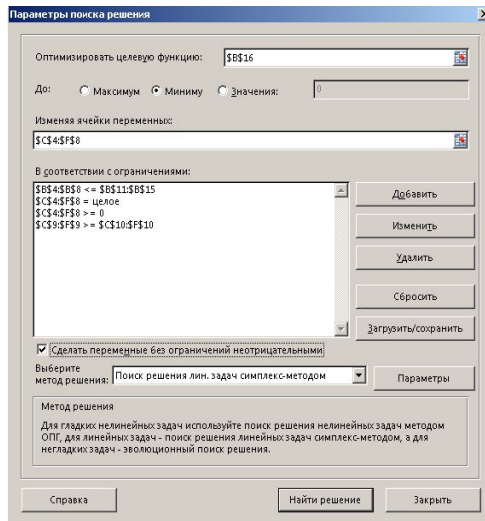 Параметры поиска решения
Оптимизировать целевую функцию: $B$16
До: Максимум Миниму Значения: 0
Изменяя ячейки переменных:
$C$4:$F$8
В соответствии с ограничениями:
$B$4:$B$8 <= $B$11:$B$15
$C$4:$F$8 = целое
$C$4:$F$8 >= 0
$C$9:$F$9 >= $C$10:$F$10
Добавить
Изменить
Удалить
Сбросить
Загрузить/сохранить
Сделать переменные без ограничений неотрицательными
Выберите
метод решения: Поиск решения лин. задач симплекс-методом Параметры
Метод решения
Для гладких нелинейных задач используйте поиск решения нелинейных задач методом
ОПГ, для линейных задач - поиск решения линейных задач симплекс-методом, а для
негладких задач - эволюционный поиск решения.
Справка Найти решение Закрыть